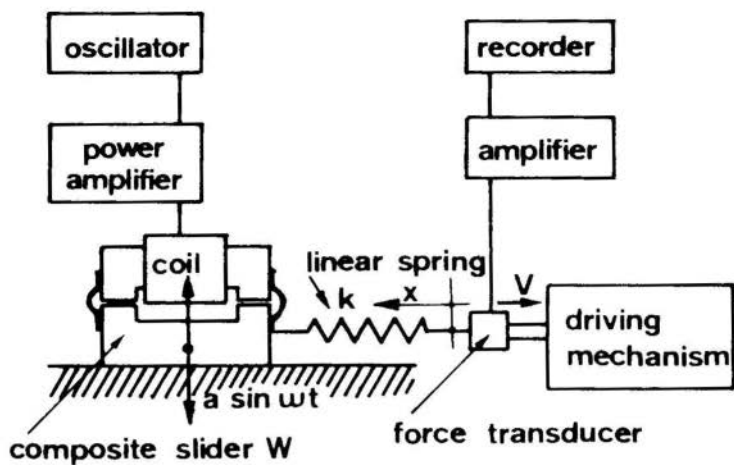 oscillator
recorder
power
amplifier
amplifier
coil
linear spring
k
x
V
driving
mechanism
a sin ωt
composite slider W
force transducer